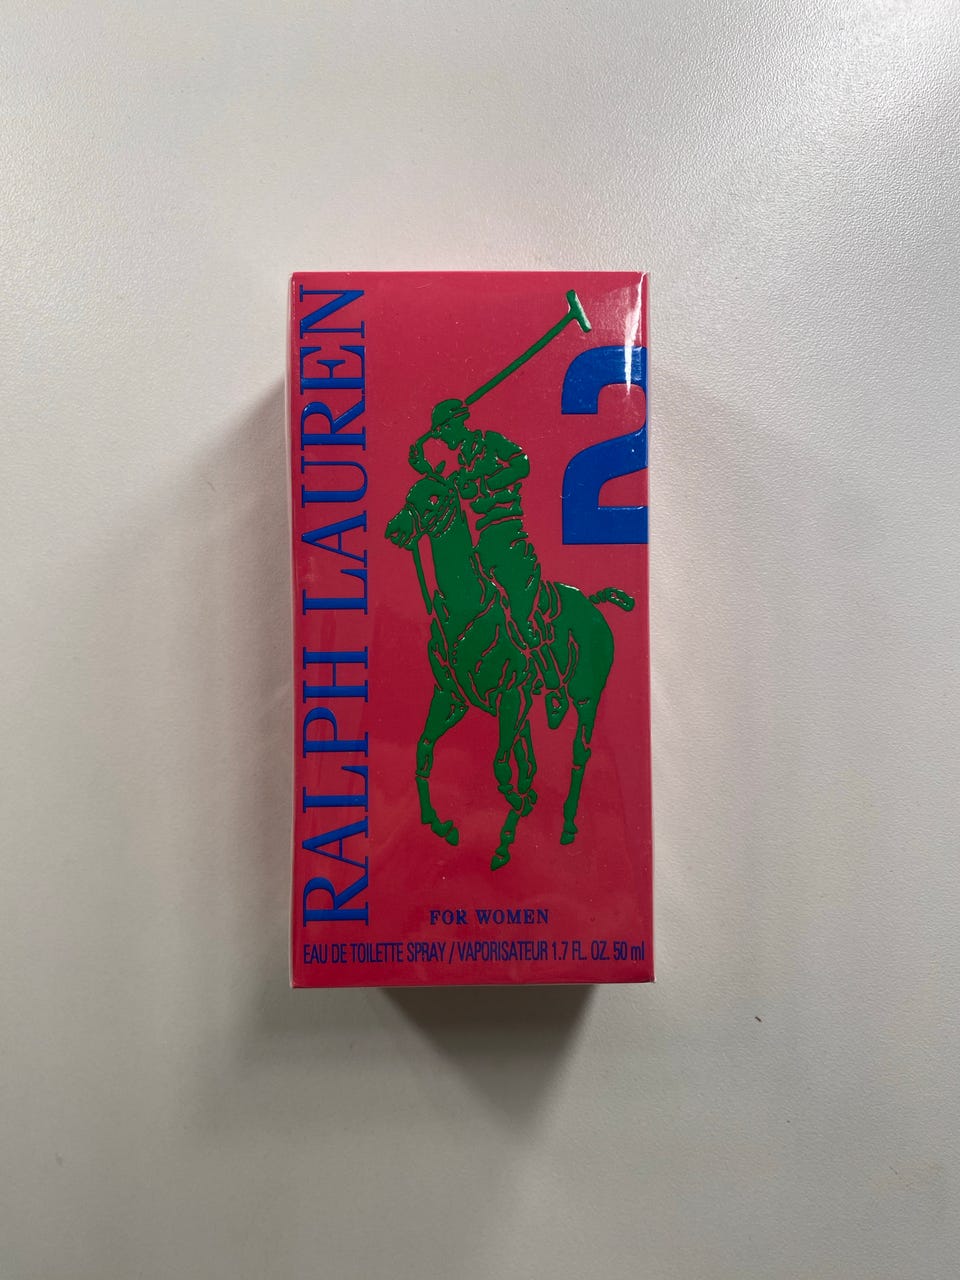 RALPH LAUREN
2
FOR WOMEN
EAU DE TOILETTE SPRAY / VAPORISATEUR 1.7 FL. OZ. 50 ml